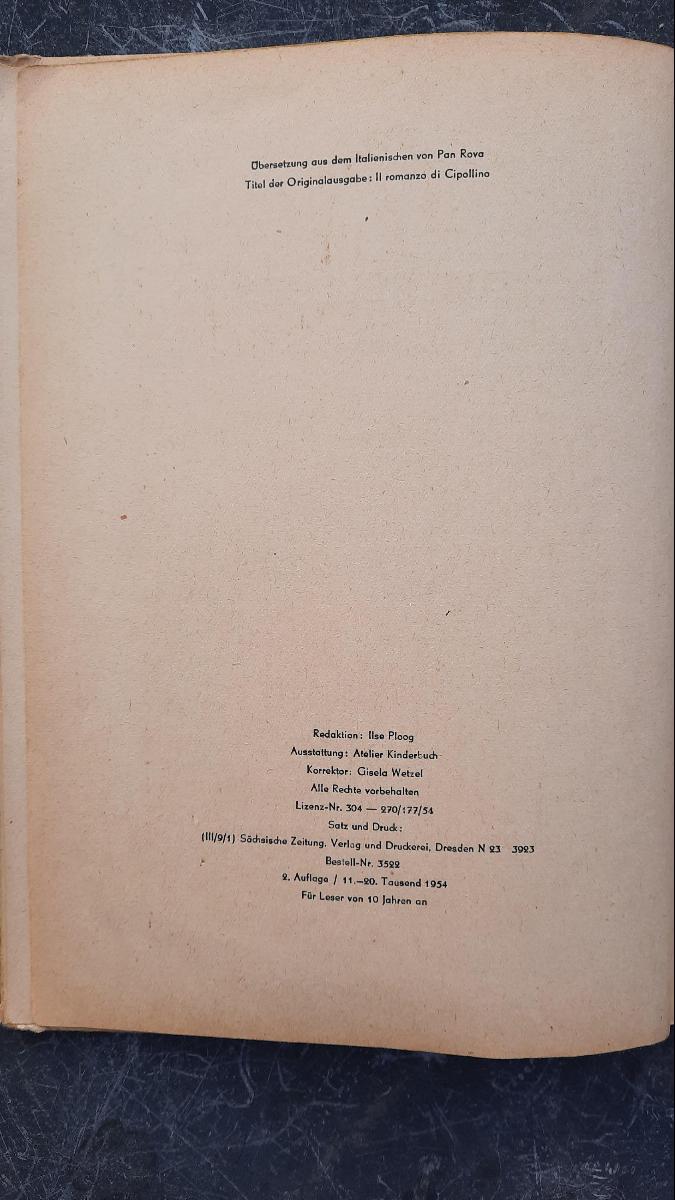 Übersetzung aus dem Italienischen von Pan Rova
Titel der Originalausgabe: Il romanzo di Cipollino
Redaktion: Ilse Ploog
Ausstattung: Atelier Kinderbuch
Korrektor: Gisela Wetzel
Alle Rechte vorbehalten
Lizenz-Nr. 304 — 270/177/54
Satz und Druck:
(III/9/1) Sächsische Zeitung, Verlag und Druckerei, Dresden N 23 3923
Bestell-Nr. 3522
2. Auflage / 11.—20. Tausend 1954
Für Leser von 10 Jahren an